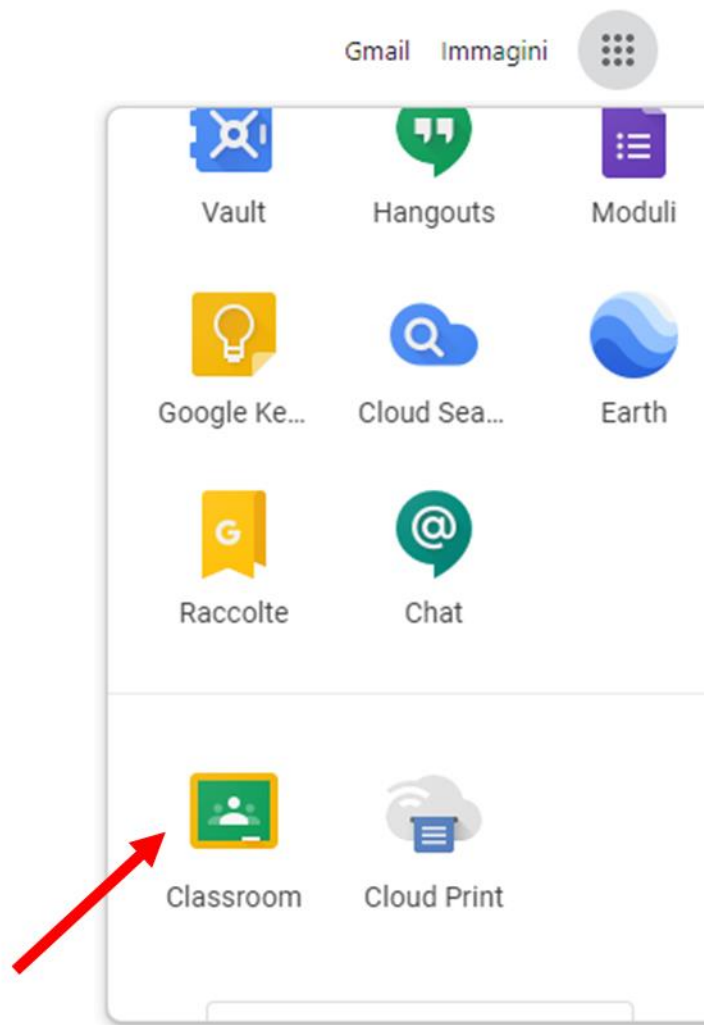 Gmail Immagini
Vault Hangouts Moduli
Google Ke... Cloud Sea... Earth
G @
Raccolte Chat
Classroom Cloud Print